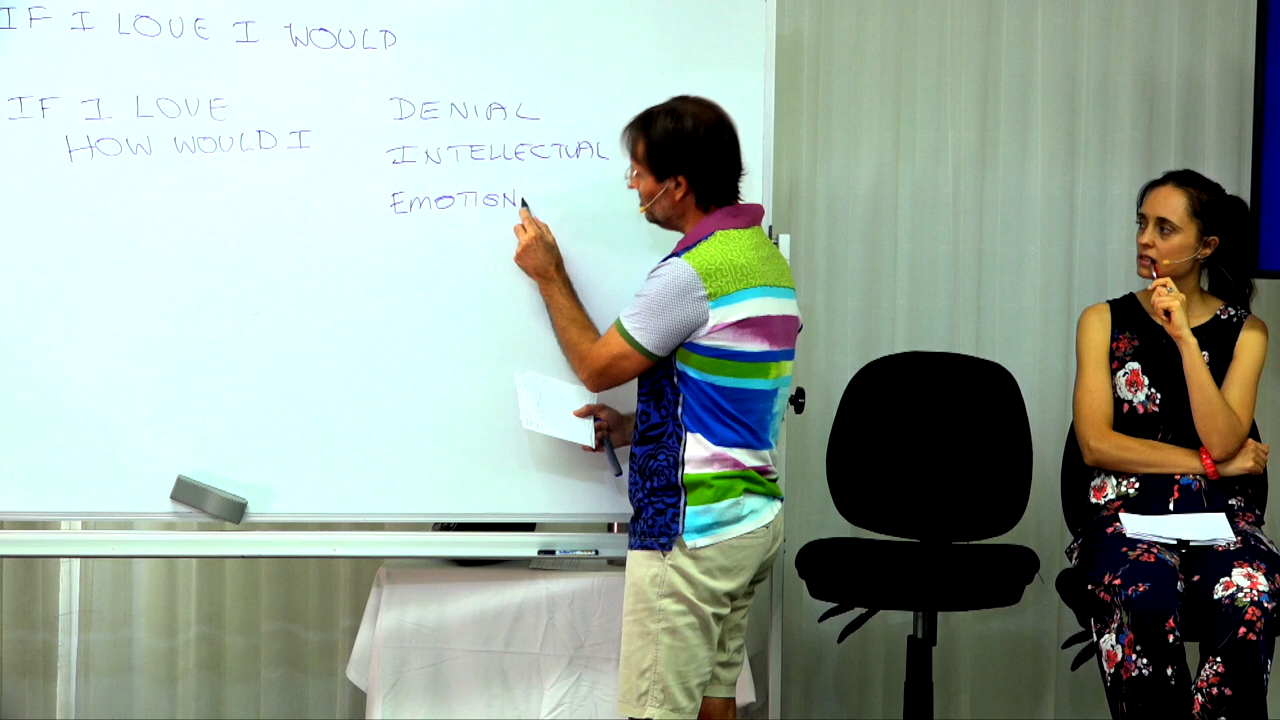 IF I LOVE I WOULD
IF I LOVE
HOW WOULD I
DENIAL
INTELLECTUAL
EMOTION